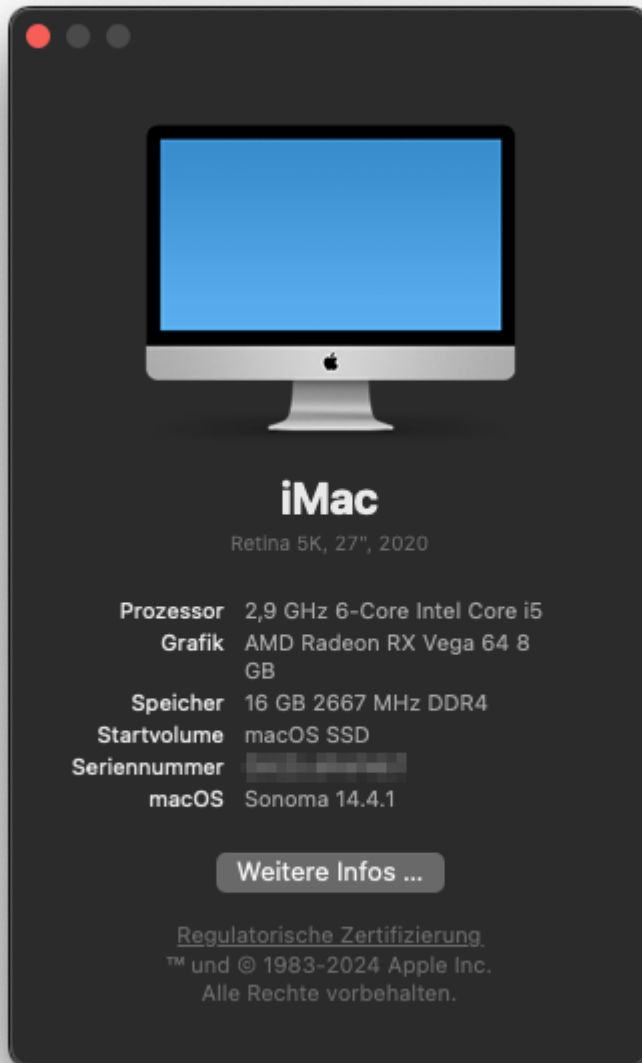 iMac
Retina 5K, 27", 2020
Prozessor 2,9 GHz 6-Core Intel Core i5
Grafik AMD Radeon RX Vega 64 8
GB
Speicher 16 GB 2667 MHz DDR4
Startvolume macOS SSD
Seriennummer
macOS Sonoma 14.4.1
Weitere Infos ...
Regulatorische Zertifizierung
™ und © 1983-2024 Apple Inc.
Alle Rechte vorbehalten.